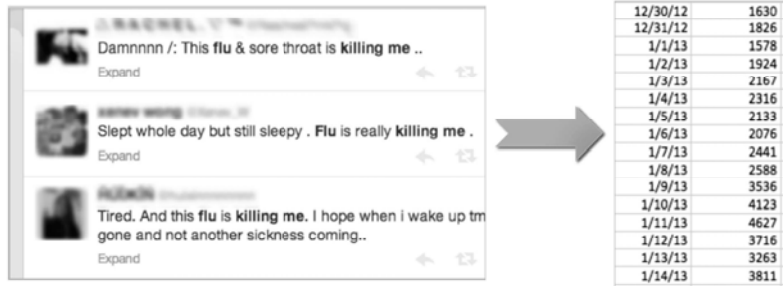 Damnnnn /: This flu & sore throat is killing me ..
Expand
Slept whole day but still sleepy . Flu is really killing me .
Expand
Tired. And this flu is killing me. I hope when i wake up tm
gone and not another sickness coming..
Expand
12/30/12 1630
12/31/12 1826
1/1/13 1578
1/2/13 1924
1/3/13 2167
1/4/13 2316
1/5/13 2133
1/6/13 2076
1/7/13 2441
1/8/13 2588
1/9/13 3536
1/10/13 4123
1/11/13 4627
1/12/13 3716
1/13/13 3263
1/14/13 3811